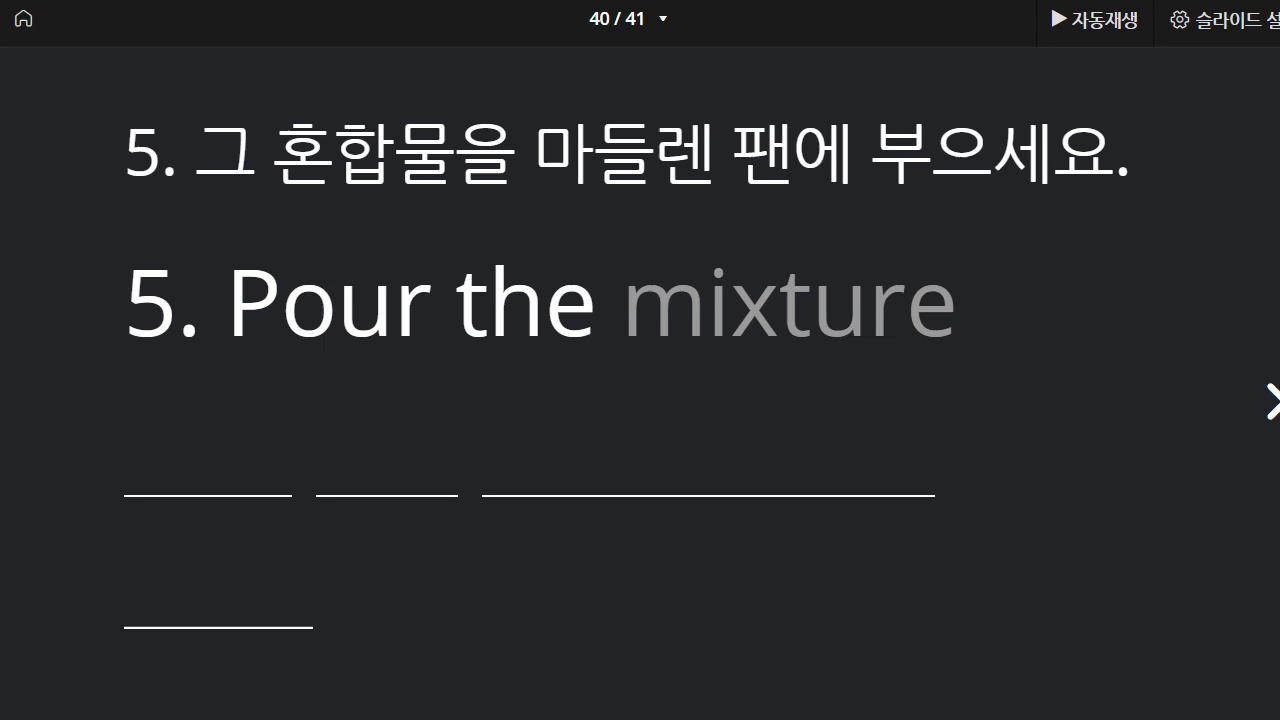 40 / 41
자동재생
슬라이드 설
5. 그 혼합물을 마들렌 팬에 부으세요.
5. Pour the mixture